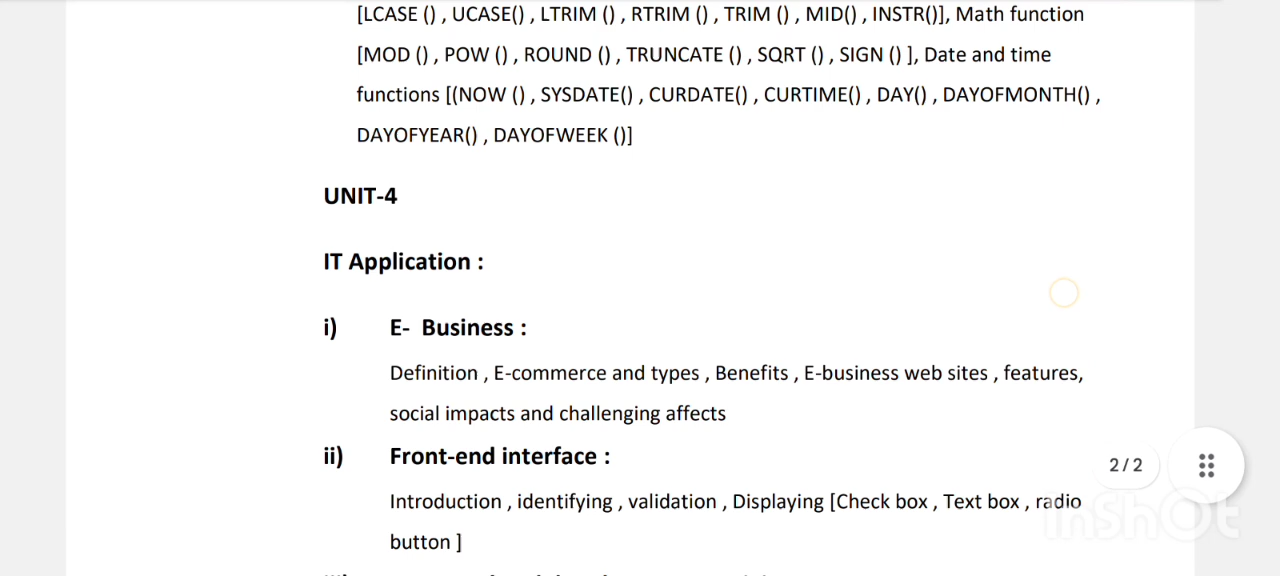 [LCASE () , UCASE() , LTRIM () , RTRIM () , TRIM () , MID() , INSTR()], Math function
[MOD () , POW () , ROUND () , TRUNCATE () , SQRT () , SIGN () ], Date and time
functions [(NOW () , SYSDATE() , CURDATE() , CURTIME() , DAY() , DAYOFMONTH() ,
DAYOFYEAR() , DAYOFWEEK ()]
UNIT-4
IT Application :
i) E- Business :
Definition , E-commerce and types , Benefits , E-business web sites , features,
social impacts and challenging affects
ii) Front-end interface :
Introduction , identifying , validation , Displaying [Check box , Text box , radio
button ]
2 / 2
InShOt